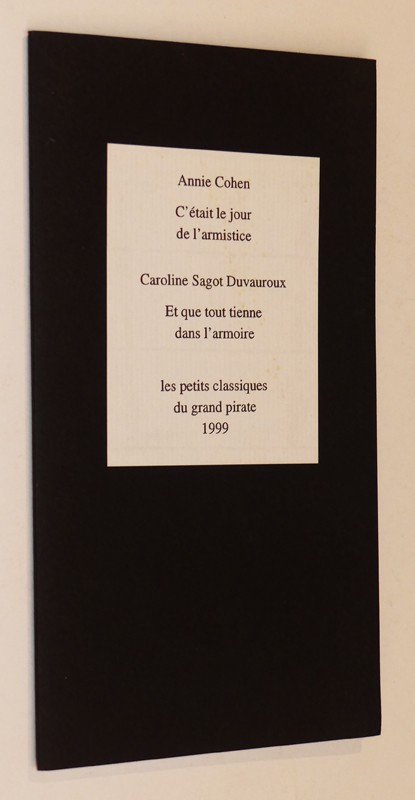 Annie Cohen
C'était le jour
de l'armistice
Caroline Sagot Duvauroux
Et que tout tienne
dans l'armoire
les petits classiques
du grand pirate
1999